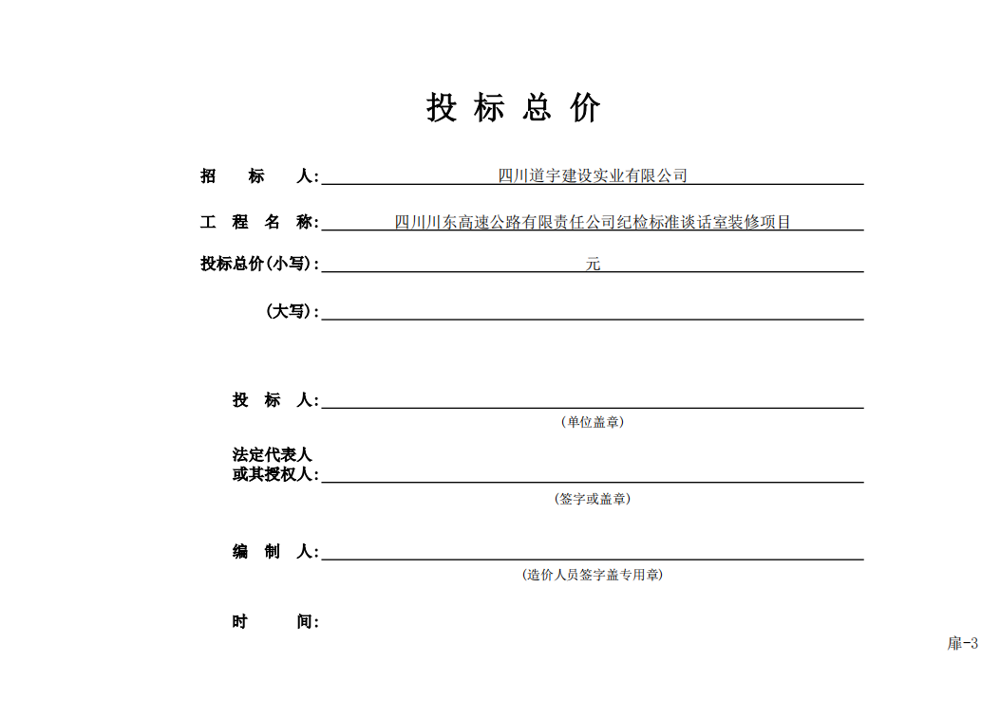 投标总价
招标人:四川道宇建设实业有限公司
工程名称:四川川东高速公路有限责任公司纪检标准谈话室装修项目
投标总价(小写):元
(大写):
投标人:
(单位盖章)
法定代表人
或其授权人:
(签字或盖章)
编制人:
(造价人员签字盖专用章)
时间:
扉-3